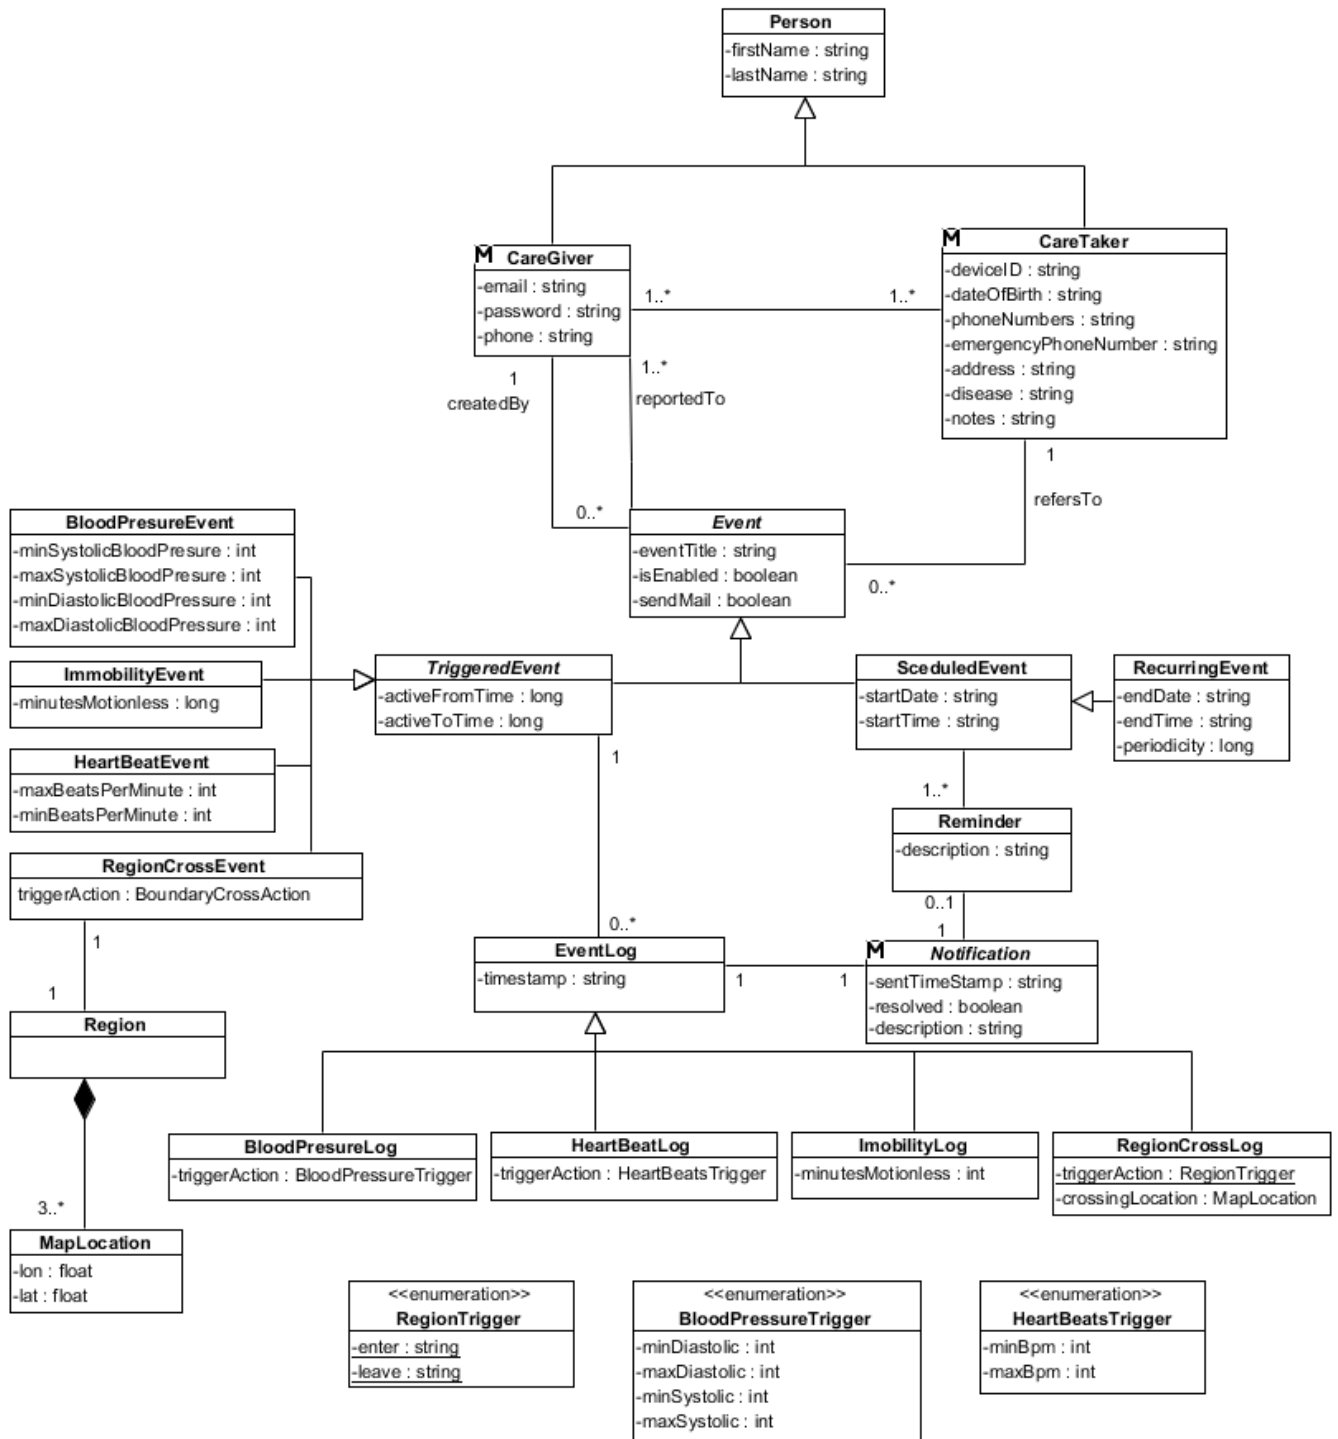 Person
-firstName : string
-lastName : string
M
CareGiver
-email : string
-password : string
-phone : string
M
CareTaker
-deviceID : string
-dateOfBirth : string
-phoneNumbers : string
-emergencyPhoneNumber : string
-address : string
-disease : string
-notes : string
1..*
1..*
1
createdBy
1..*
reportedTo
1
refersTo
0..*
0..*
Event
-eventTitle : string
-isEnabled : boolean
-sendMail : boolean
BloodPresureEvent
-minSystolicBloodPresure : int
-maxSystolicBloodPresure : int
-minDiastolicBloodPressure : int
-maxDiastolicBloodPressure : int
ImmobilityEvent
-minutesMotionless : long
HeartBeatEvent
-maxBeatsPerMinute : int
-minBeatsPerMinute : int
RegionCrossEvent
triggerAction : BoundaryCrossAction
TriggeredEvent
-activeFromTime : long
-activeToTime : long
SceduledEvent
-startDate : string
-startTime : string
RecurringEvent
-endDate : string
-endTime : string
-periodicity : long
1
1..*
Reminder
-description : string
0..1
1
0..*
EventLog
-timestamp : string
1
1
M
Notification
-sentTimeStamp : string
-resolved : boolean
-description : string
1
1
Region
3..*
MapLocation
-lon : float
-lat : float
BloodPresureLog
-triggerAction : BloodPressureTrigger
HeartBeatLog
-triggerAction : HeartBeatsTrigger
ImobilityLog
-minutesMotionless : int
RegionCrossLog
-triggerAction : RegionTrigger
-crossingLocation : MapLocation
<<enumeration>>
RegionTrigger
-enter : string
-leave : string
<<enumeration>>
BloodPressureTrigger
-minDiastolic : int
-maxDiastolic : int
-minSystolic : int
-maxSystolic : int
<<enumeration>>
HeartBeatsTrigger
-minBpm : int
-maxBpm : int